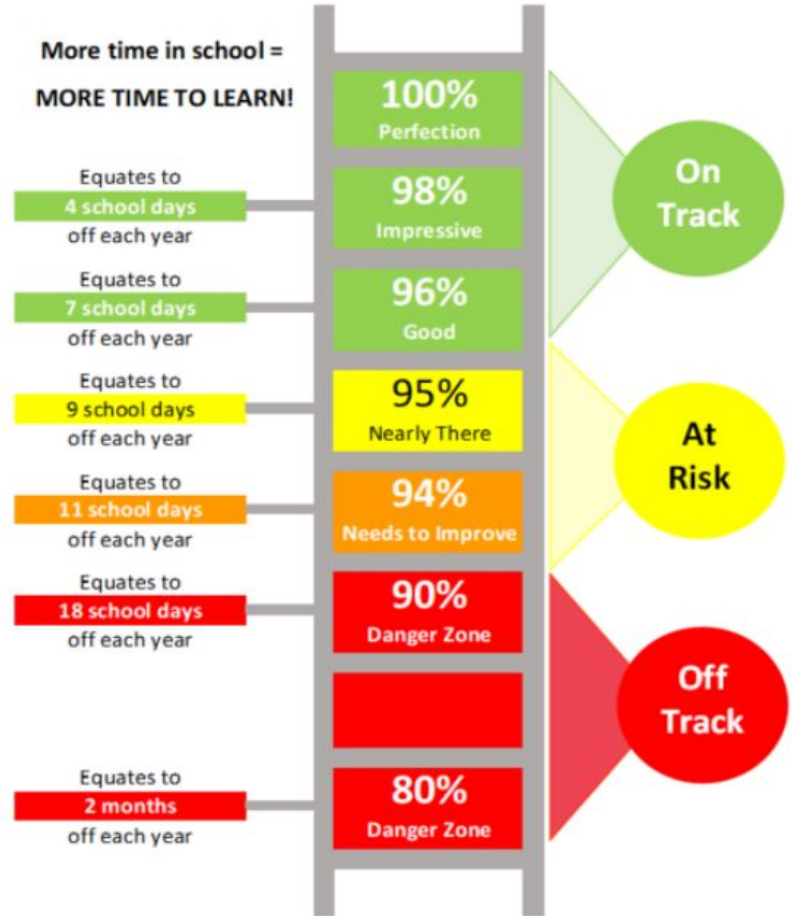 More time in school =
MORE TIME TO LEARN!
100%
Perfection
Equates to
4 school days
off each year
98%
Impressive
On
Track
Equates to
7 school days
off each year
96%
Good
Equates to
9 school days
off each year
95%
Nearly There
At
Risk
Equates to
11 school days
off each year
94%
Needs to Improve
Equates to
18 school days
off each year
90%
Danger Zone
Off
Track
Equates to
2 months
off each year
80%
Danger Zone